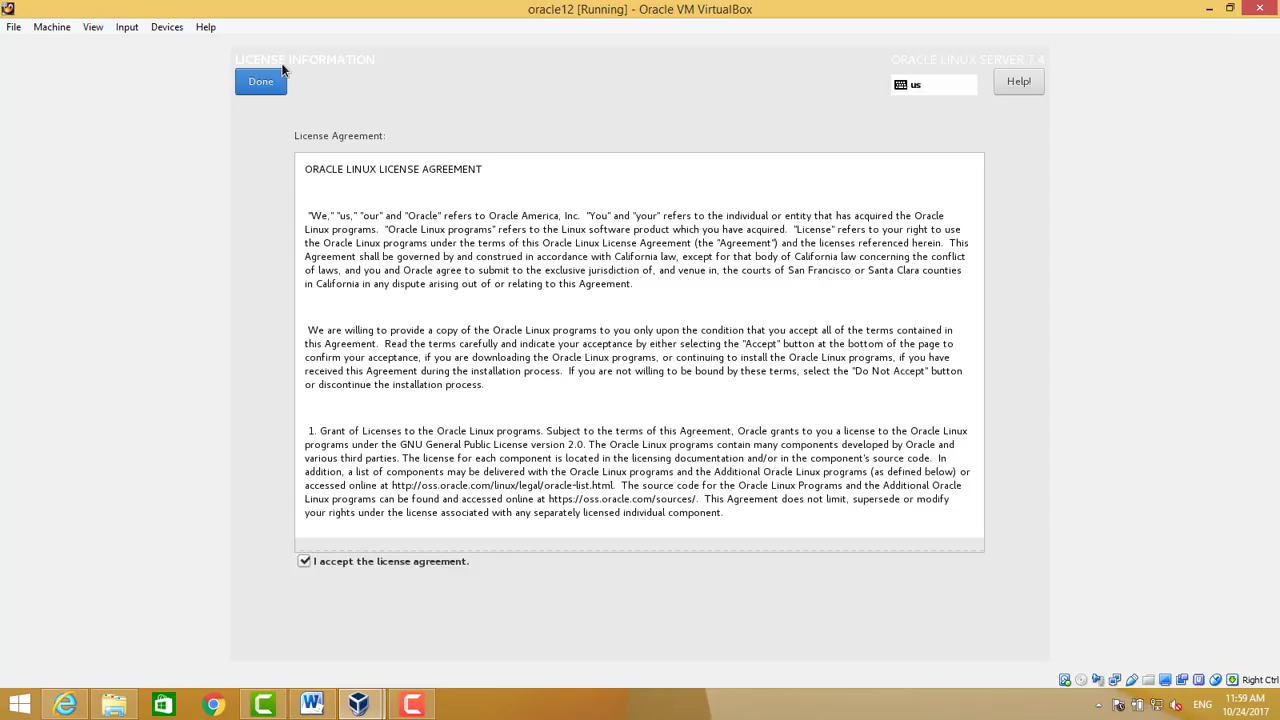 oracle12 [Running] - Oracle VM VirtualBox
File Machine View Input Devices Help
LICENSE INFORMATION
ORACLE LINUX SERVER 7.4
Done
us
Help!
License Agreement:
ORACLE LINUX LICENSE AGREEMENT
"We," "us," "our" and "Oracle" refers to Oracle America, Inc. "You" and "your" refers to the individual or entity that has acquired the Oracle
Linux programs. "Oracle Linux programs" refers to the Linux software product which you have acquired. "License" refers to your right to use
the Oracle Linux programs under the terms of this Oracle Linux License Agreement (the "Agreement") and the licenses referenced herein. This
Agreement shall be governed by and construed in accordance with California law, except for that body of California law concerning the conflict
of laws, and you and Oracle agree to submit to the exclusive jurisdiction of, and venue in, the courts of San Francisco or Santa Clara counties
in California in any dispute arising out of or relating to this Agreement.
We are willing to provide a copy of the Oracle Linux programs to you only upon the condition that you accept all of the terms contained in
this Agreement. Read the terms carefully and indicate your acceptance by either selecting the "Accept" button at the bottom of the page to
confirm your acceptance, if you are downloading the Oracle Linux programs, or continuing to install the Oracle Linux programs, if you have
received this Agreement during the installation process. If you are not willing to be bound by these terms, select the "Do Not Accept" button
or discontinue the installation process.
1. Grant of Licenses to the Oracle Linux programs. Subject to the terms of this Agreement, Oracle grants to you a license to the Oracle Linux
programs under the GNU General Public License version 2.0. The Oracle Linux programs contain many components developed by Oracle and
various third parties. The license for each component is located in the licensing documentation and/or in the component's source code. In
addition, a list of components may be delivered with the Oracle Linux programs and the Additional Oracle Linux programs (as defined below) or
accessed online at http://oss.oracle.com/linux/legal/oracle-list.html. The source code for the Oracle Linux Programs and the Additional Oracle
Linux programs can be found and accessed online at https://oss.oracle.com/sources/. This Agreement does not limit, supersede or modify
your rights under the license associated with any separately licensed individual component.
I accept the license agreement.
Right Ctrl
ENG
11:59 AM
10/24/2017